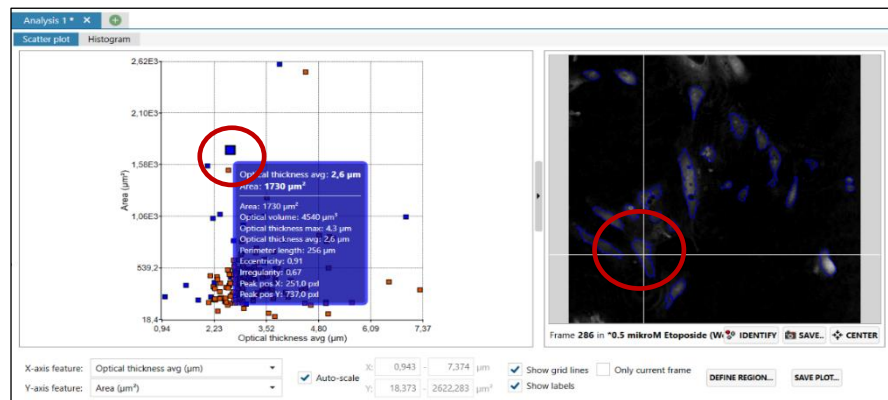 Analysis 1 *
Scatter plot Histogram
2,62E3
2,10E3
1,58E3
1,06E3
539,2
18,4
Area (µm²)
0,94 2,23 3,52 4,80 6,09 7,37
Optical thickness avg (µm)
Optical thickness avg: 2,6 µm
Area: 1730 µm²
Area: 1730 µm²
Optical volume: 4540 µm³
Optical thickness max: 4,3 µm
Optical thickness avg: 2,6 µm
Perimeter length: 256 µm
Eccentricity: 0,91
Irregularity: 0,67
Peak pos X: 251,0 pxl
Peak pos Y: 737,0 pxl
Frame 286 in *0.5 mikroM Etoposide (W IDENTIFY SAVE.. CENTER
X-axis feature: Optical thickness avg (µm) Auto-scale X: 0,943 - 7,374 µm Show grid lines Only current frame
Y-axis feature: Area (µm²) Y: 18,373 - 2622,283 µm² Show labels DEFINE REGION... SAVE PLOT...